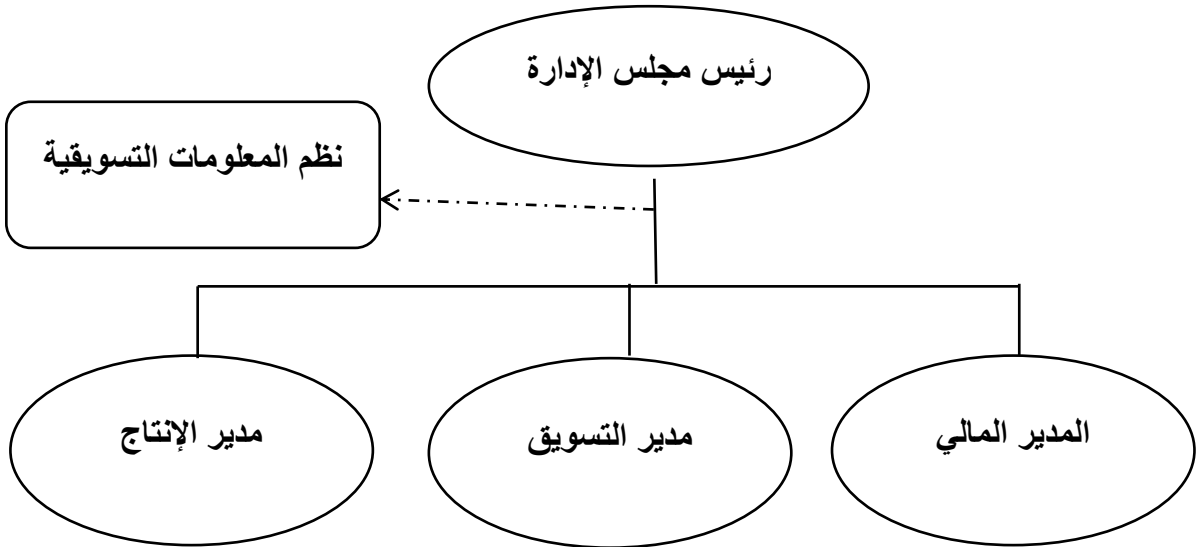 رئيس مجلس الإدارة
نظم المعلومات التسويقية
المدير المالي
مدير التسويق
مدير الإنتاج